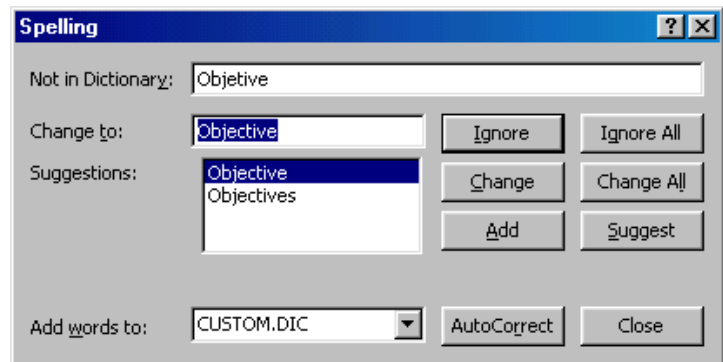 Spelling
Not in Dictionary: Objetive
Change to: Objective Ignore Ignore All
Suggestions: Objective Change Change All
Objectives
Add Suggest
Add words to: CUSTOM.DIC AutoCorrect Close